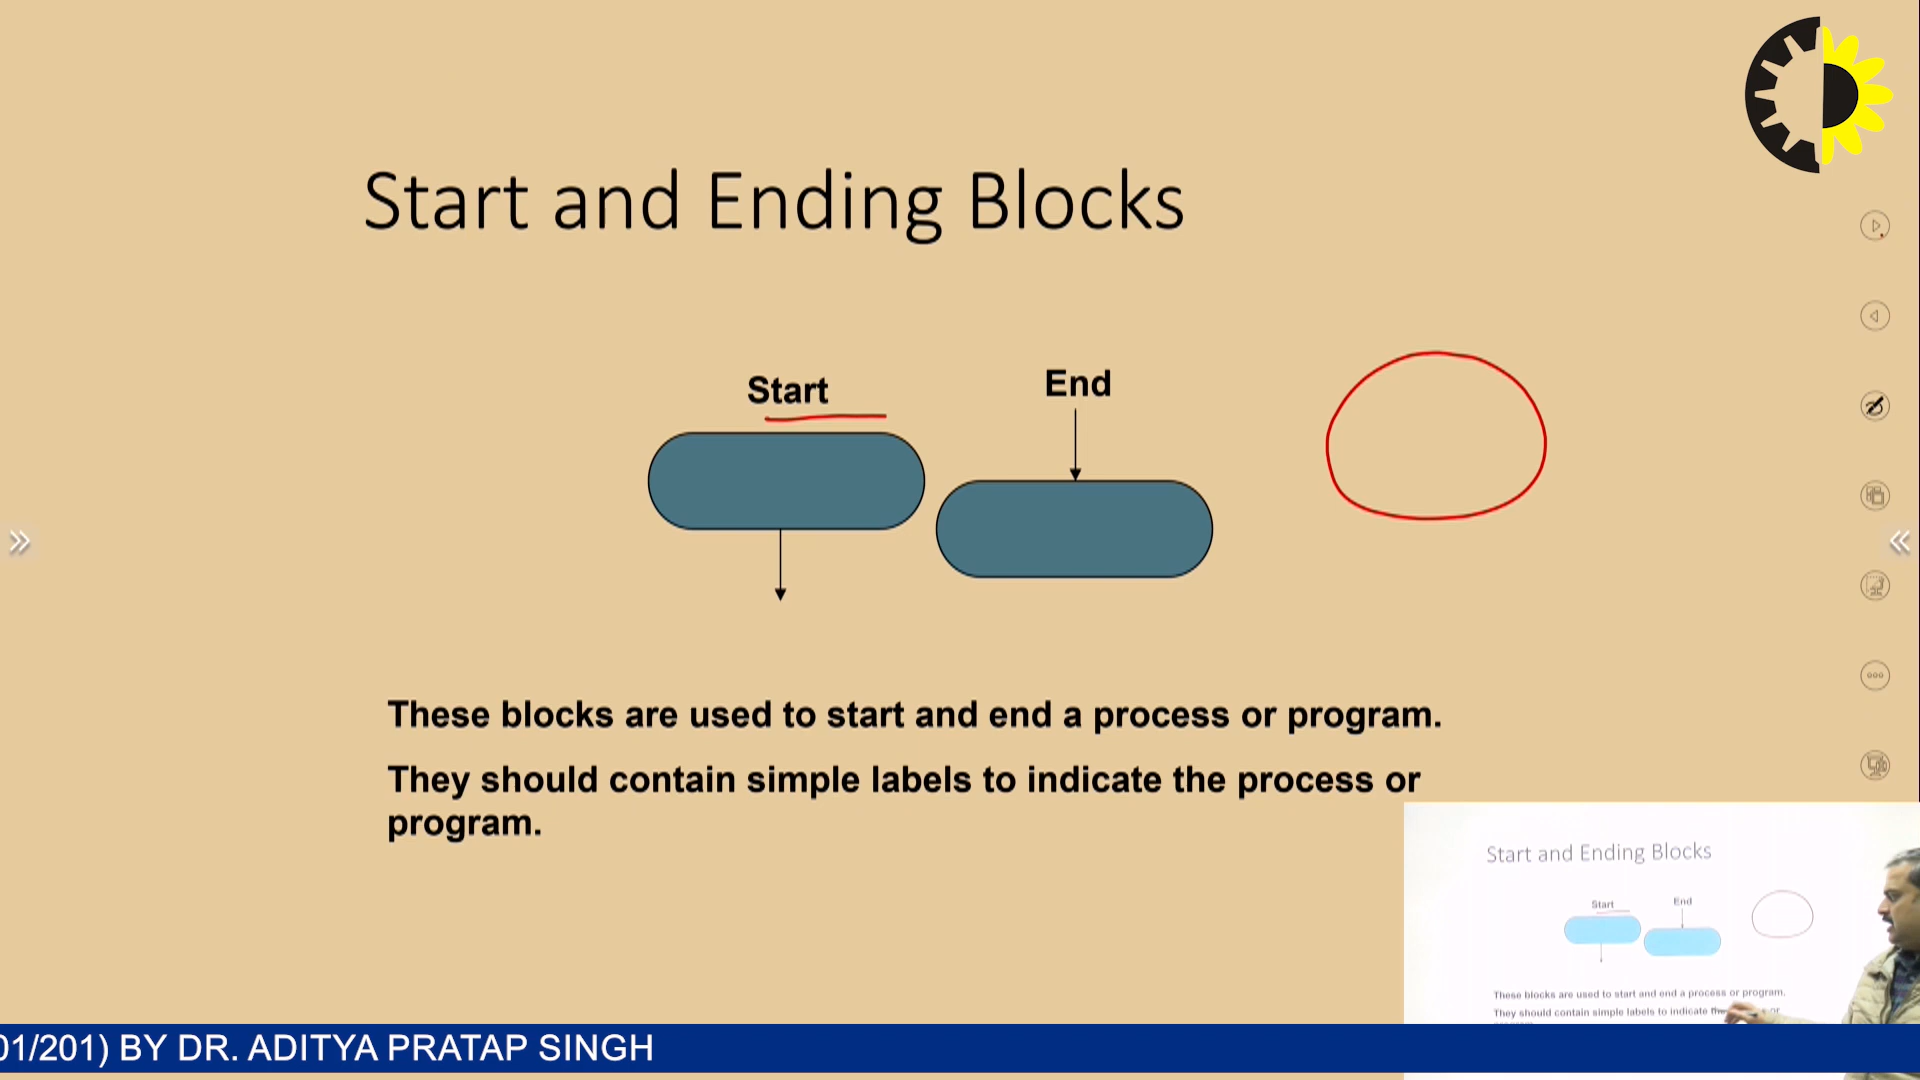 Start and Ending Blocks
Start
End
These blocks are used to start and end a process or program.
They should contain simple labels to indicate the process or
program.
Start and Ending Blocks
Start
End
These blocks are used to start and end a process or program.
They should contain simple labels to indicate or
01/201) BY DR. ADITYA PRATAP SINGH